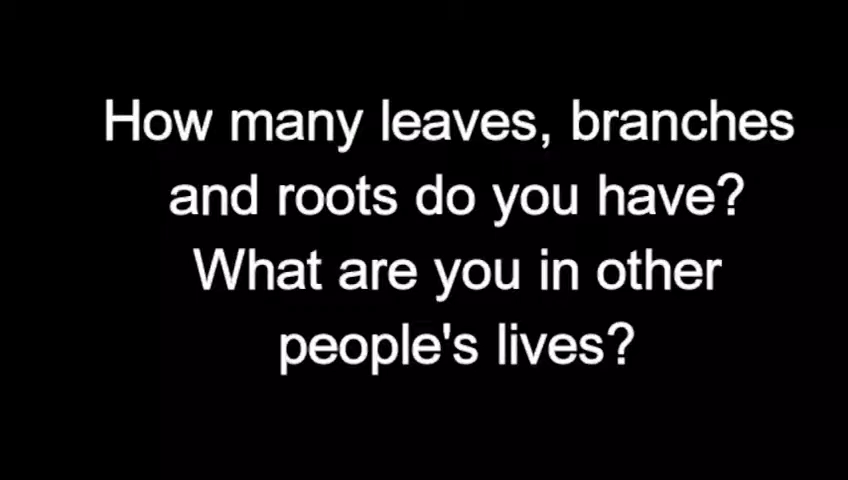 How many leaves, branches
and roots do you have?
What are you in other
people's lives?